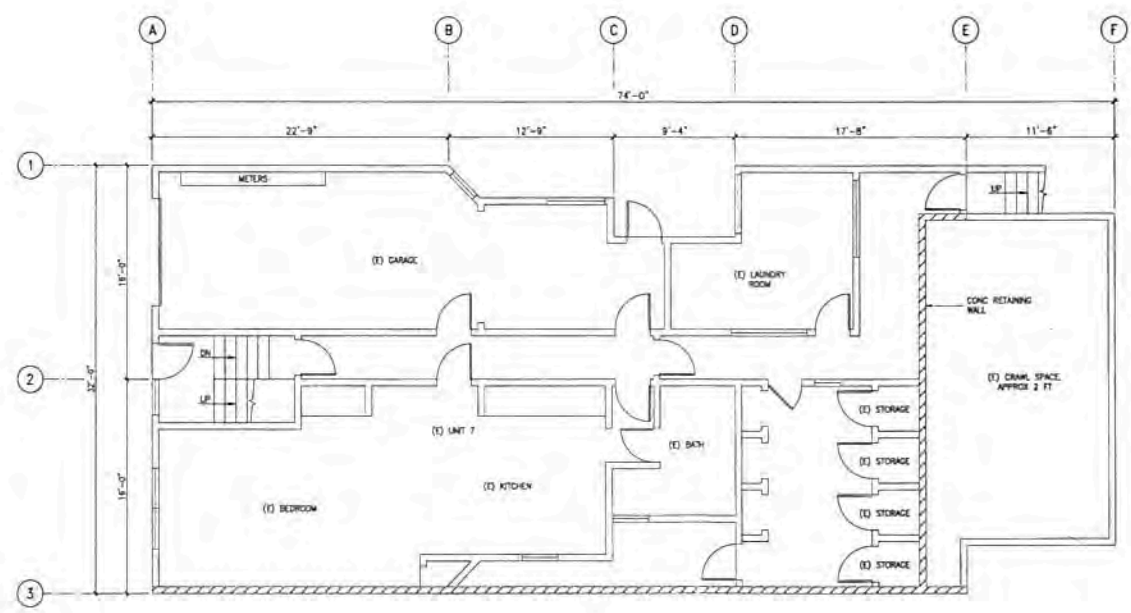 A B C D E F
74'-0"
22'-9" 12'-9" 9'-4" 17'-8" 11'-6"
1
METERS
UP
(E) GARAGE
(E) LAUNDRY
ROOM
16'-0"
CONC RETAINING
WALL
32'-0"
DN
2
(E) CRAWL SPACE,
APPROX 2 FT
UP
(E) STORAGE
(E) UNIT 7
(E) BATH
(E) STORAGE
(E) KITCHEN
16'-0"
(E) BEDROOM
(E) STORAGE
(E) STORAGE
3